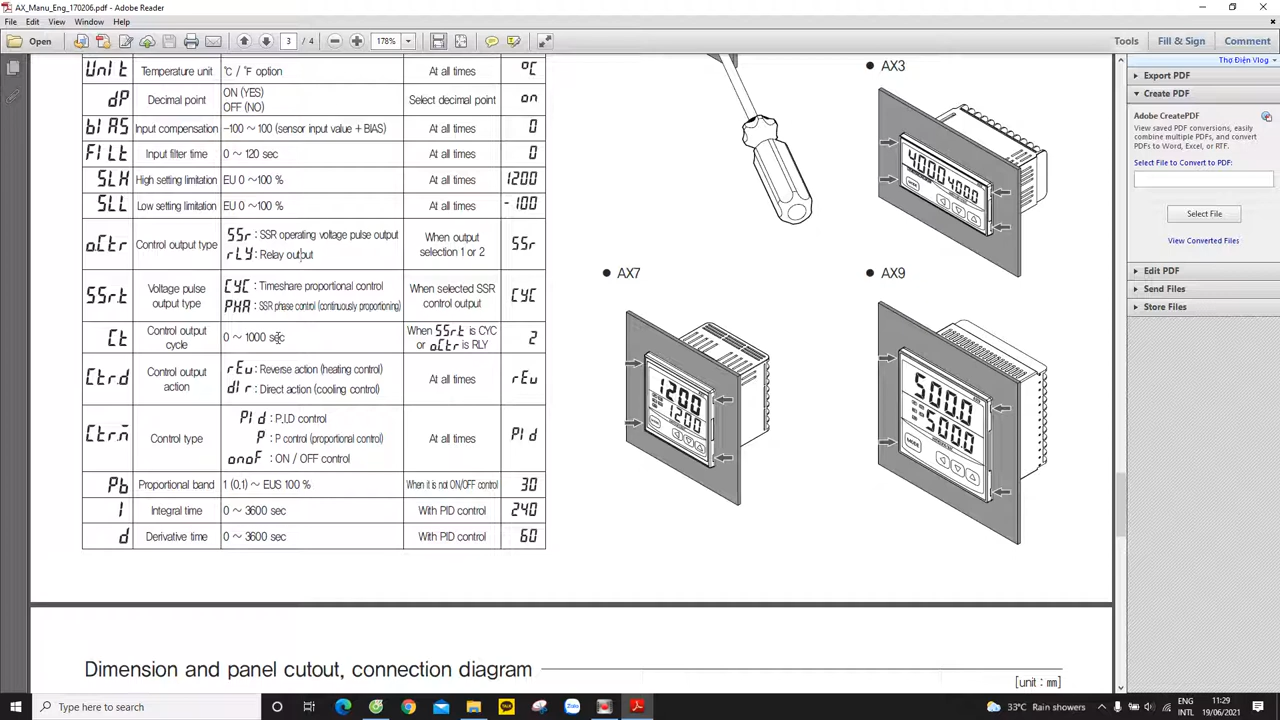 AX_Manu_Eng_170206.pdf - Adobe Reader
File Edit View Window Help
Open 3 / 4 178% Tools Fill & Sign Comment
Thợ Điện Vlog
Unit Temperature unit °C / °F option At all times °C
dP Decimal point ON (YES) OFF (NO) Select decimal point on
bIAS Input compensation -100 ~ 100 (sensor input value + BIAS) At all times 0
FILt Input filter time 0 ~ 120 sec At all times 0
SLH High setting limitation EU 0 ~100 % At all times 1200
SLL Low setting limitation EU 0 ~100 % At all times -100
oCtr Control output type SSr : SSR operating voltage pulse output When output selection 1 or 2 SSr
rLY : Relay output
SSr.t Voltage pulse output type CYC : Timeshare proportional control When selected SSR control output CYC
PHA : SSR phase control (continuously proportioning)
Ct Control output cycle 0 ~ 1000 sec When SSrt is CYC or oCtr is RLY 2
Ctr.d Control output action rEu : Reverse action (heating control) At all times rEu
dIr : Direct action (cooling control)
Ctr.m Control type PId : P.I.D control At all times PId
P : P control (proportional control)
onoF : ON / OFF control
Pb Proportional band 1 (0.1) ~ EUS 100 % When it is not ON/OFF control 30
I Integral time 0 ~ 3600 sec With PID control 240
d Derivative time 0 ~ 3600 sec With PID control 60
● AX3
4000 4000
MODE
● AX7
1200
1200
● AX9
500.0
500.0
MODE
Dimension and panel cutout, connection diagram
[unit : mm]
Export PDF
Create PDF
Adobe CreatePDF
View saved PDF conversions, easily
combine multiple PDFs, and convert
PDFs to Word, Excel, or RTF.
Select File to Convert to PDF:
Select File
View Converted Files
Edit PDF
Send Files
Store Files
Type here to search
Zalo
33°C Rain showers
ENG
INTL
11:29
19/06/2021